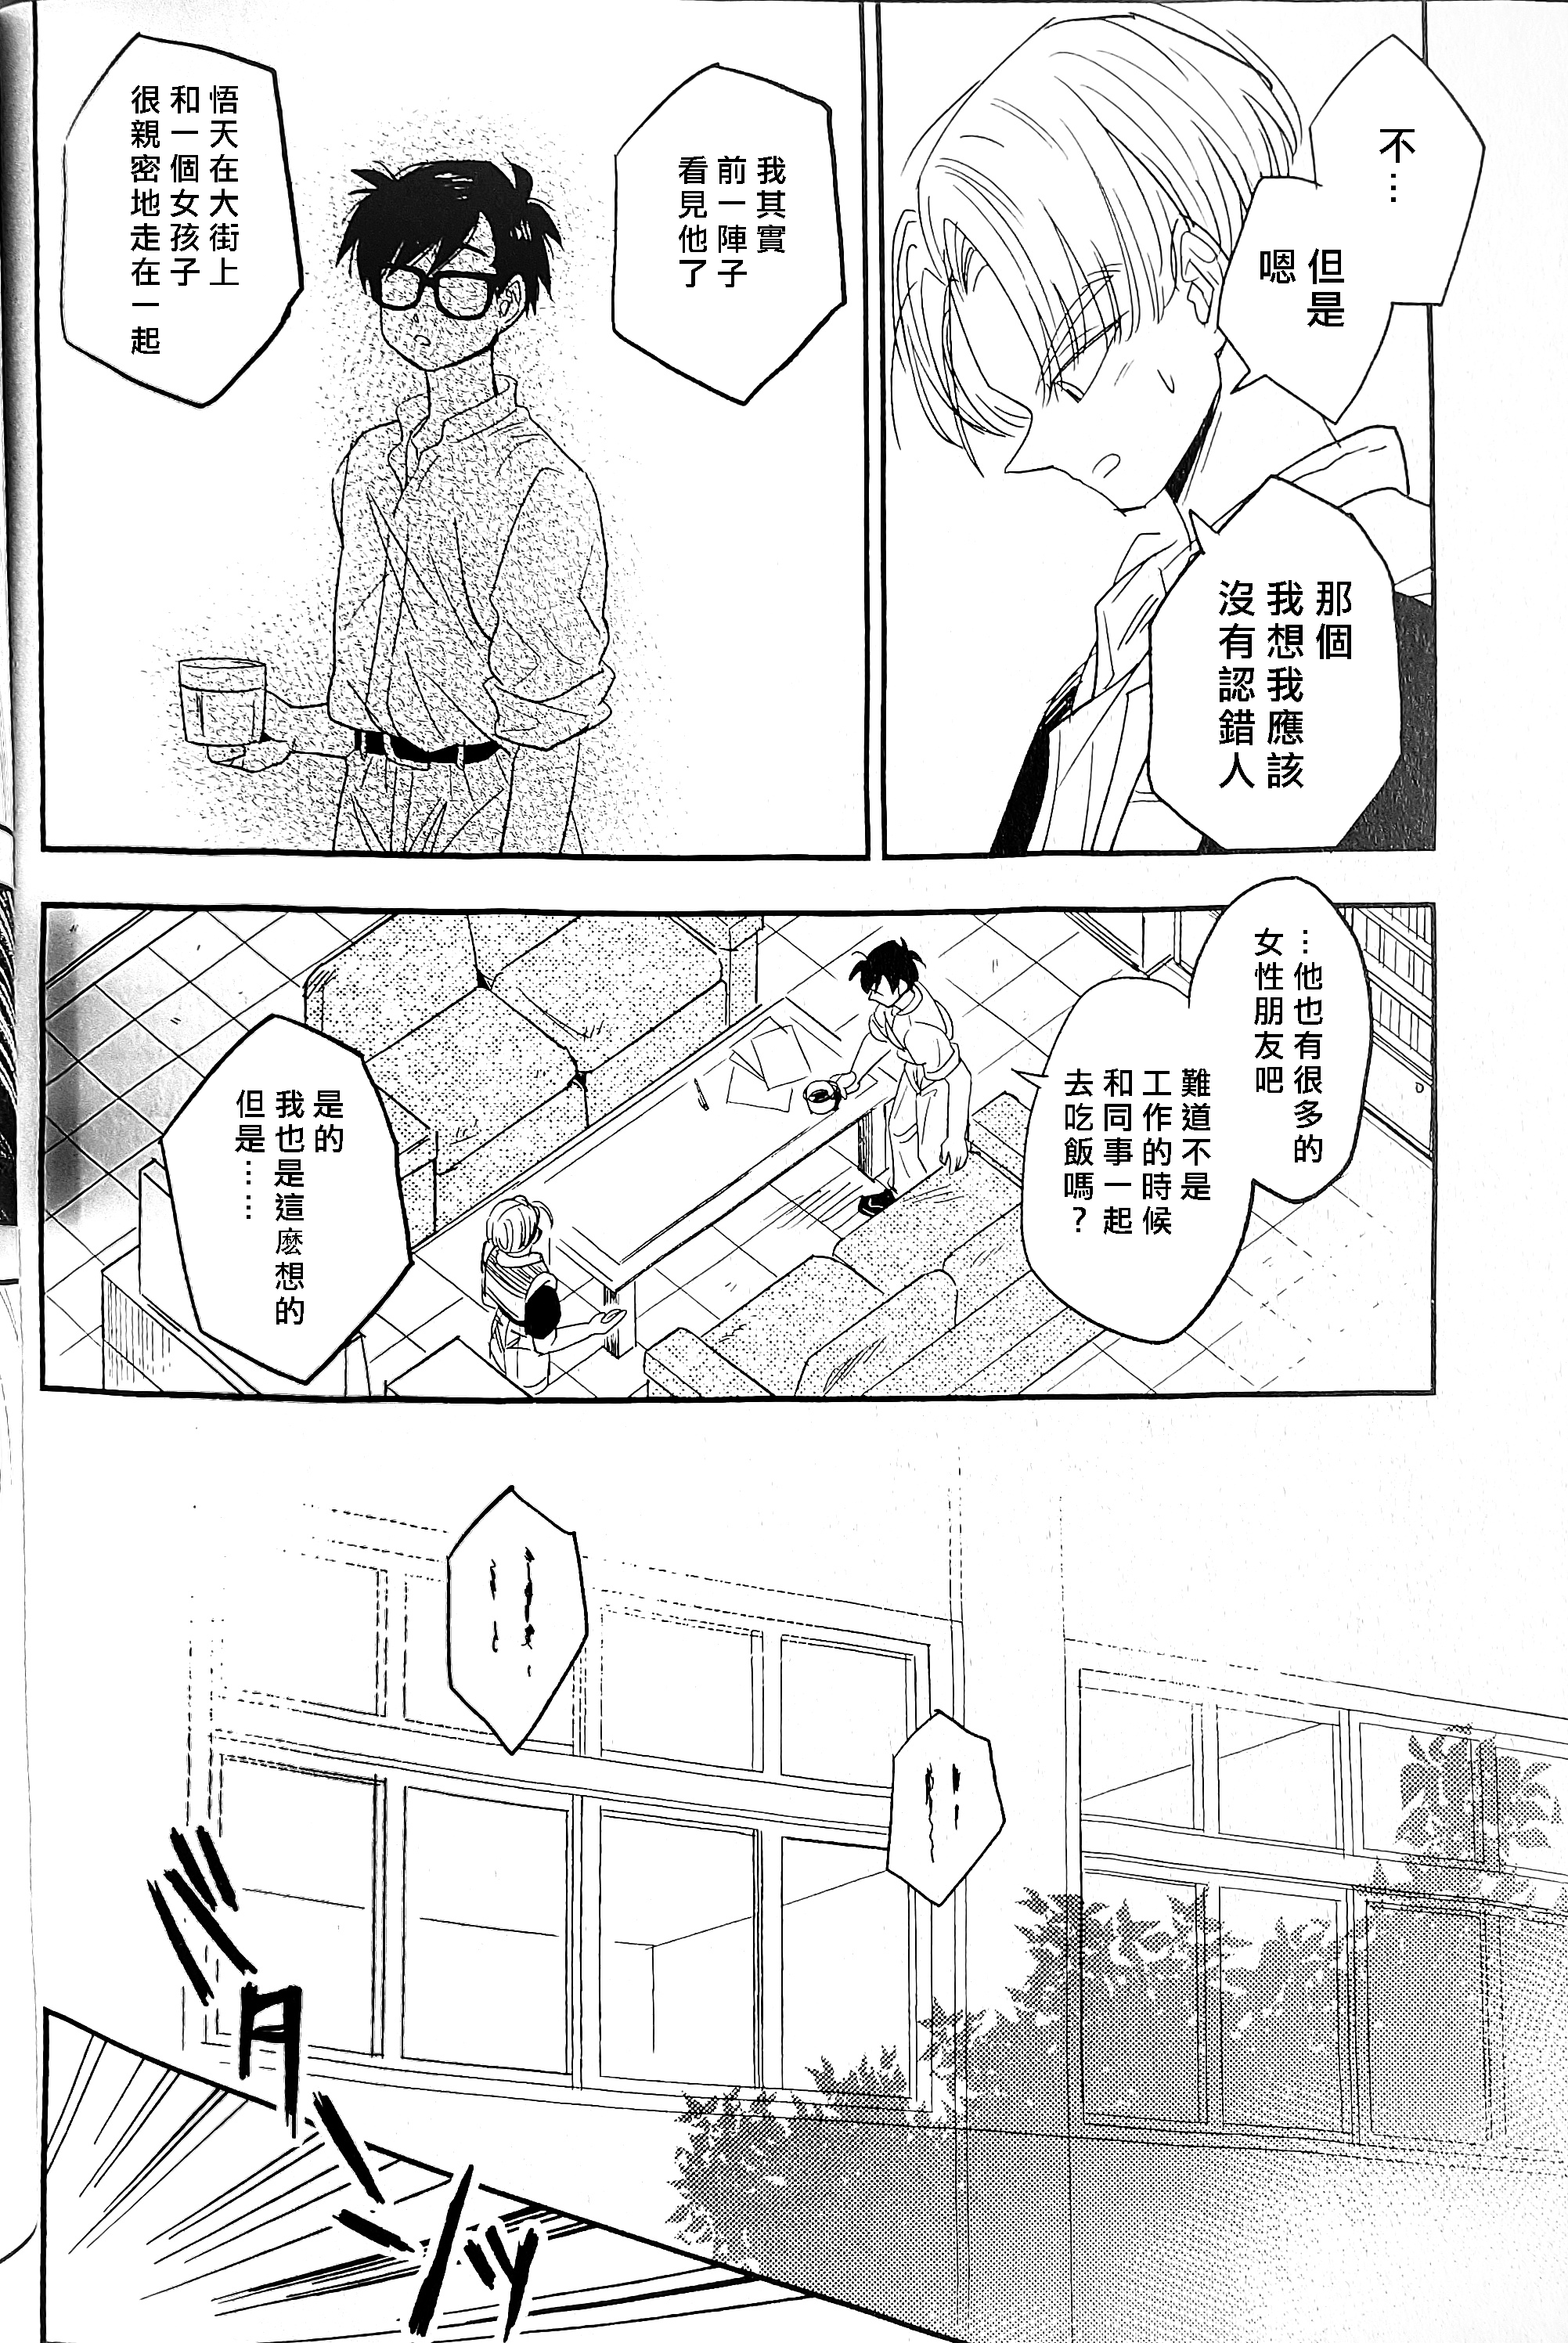 不…
但是
嗯
那個
我想我應該
沒有認錯人
我其實
前一陣子
看見他了
悟天在大街上
和一個女孩子
很親密地走在一起
…他也有很多的
女性朋友吧
難道不是
工作的時候
和同事一起
去吃飯嗎？
是的
我也是這麼想的
但是……
バタンッ